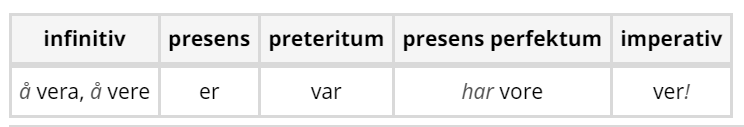 infinitiv presens preteritum presens perfektum imperativ
å vera, å vere er var har vore ver!